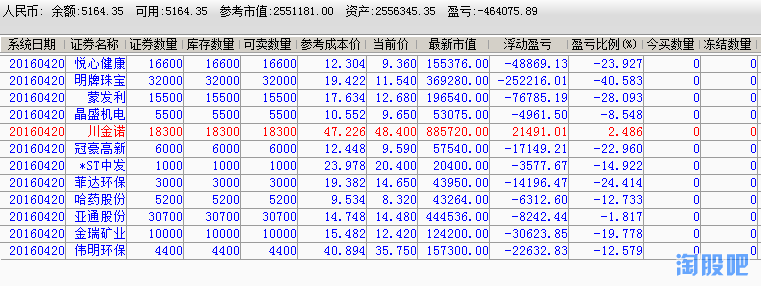 人民币: 余额:5164.35 可用:5164.35 参考市值:2551181.00 资产:2556345.35 盈亏:-464075.89
系统日期 证券名称 证券数量 库存数量 可卖数量 参考成本价 当前价 最新市值 浮动盈亏 盈亏比例(%) 今买数量 冻结数量
20160420 悦心健康 16600 16600 16600 12.304 9.360 155376.00 -48869.13 -23.927 0 0
20160420 明牌珠宝 32000 32000 32000 19.422 11.540 369280.00 -252216.01 -40.583 0 0
20160420 蒙发利 15500 15500 15500 17.634 12.680 196540.00 -76785.19 -28.093 0 0
20160420 晶盛机电 5500 5500 5500 10.552 9.650 53075.00 -4961.50 -8.548 0 0
20160420 川金诺 18300 18300 18300 47.226 48.400 885720.00 21491.01 2.486 0 0
20160420 冠豪高新 6000 6000 6000 12.448 9.590 57540.00 -17149.21 -22.960 0 0
20160420 *ST中发 1000 1000 1000 23.978 20.400 20400.00 -3577.67 -14.922 0 0
20160420 菲达环保 3000 3000 3000 19.382 14.650 43950.00 -14196.47 -24.414 0 0
20160420 哈药股份 5200 5200 5200 9.534 8.320 43264.00 -6312.60 -12.733 0 0
20160420 亚通股份 30700 30700 30700 14.748 14.480 444536.00 -8242.44 -1.817 0 0
20160420 金瑞矿业 10000 10000 10000 15.482 12.420 124200.00 -30623.85 -19.778 0 0
20160420 伟明环保 4400 4400 4400 40.894 35.750 157300.00 -22632.83 -12.579 0 0
淘股吧